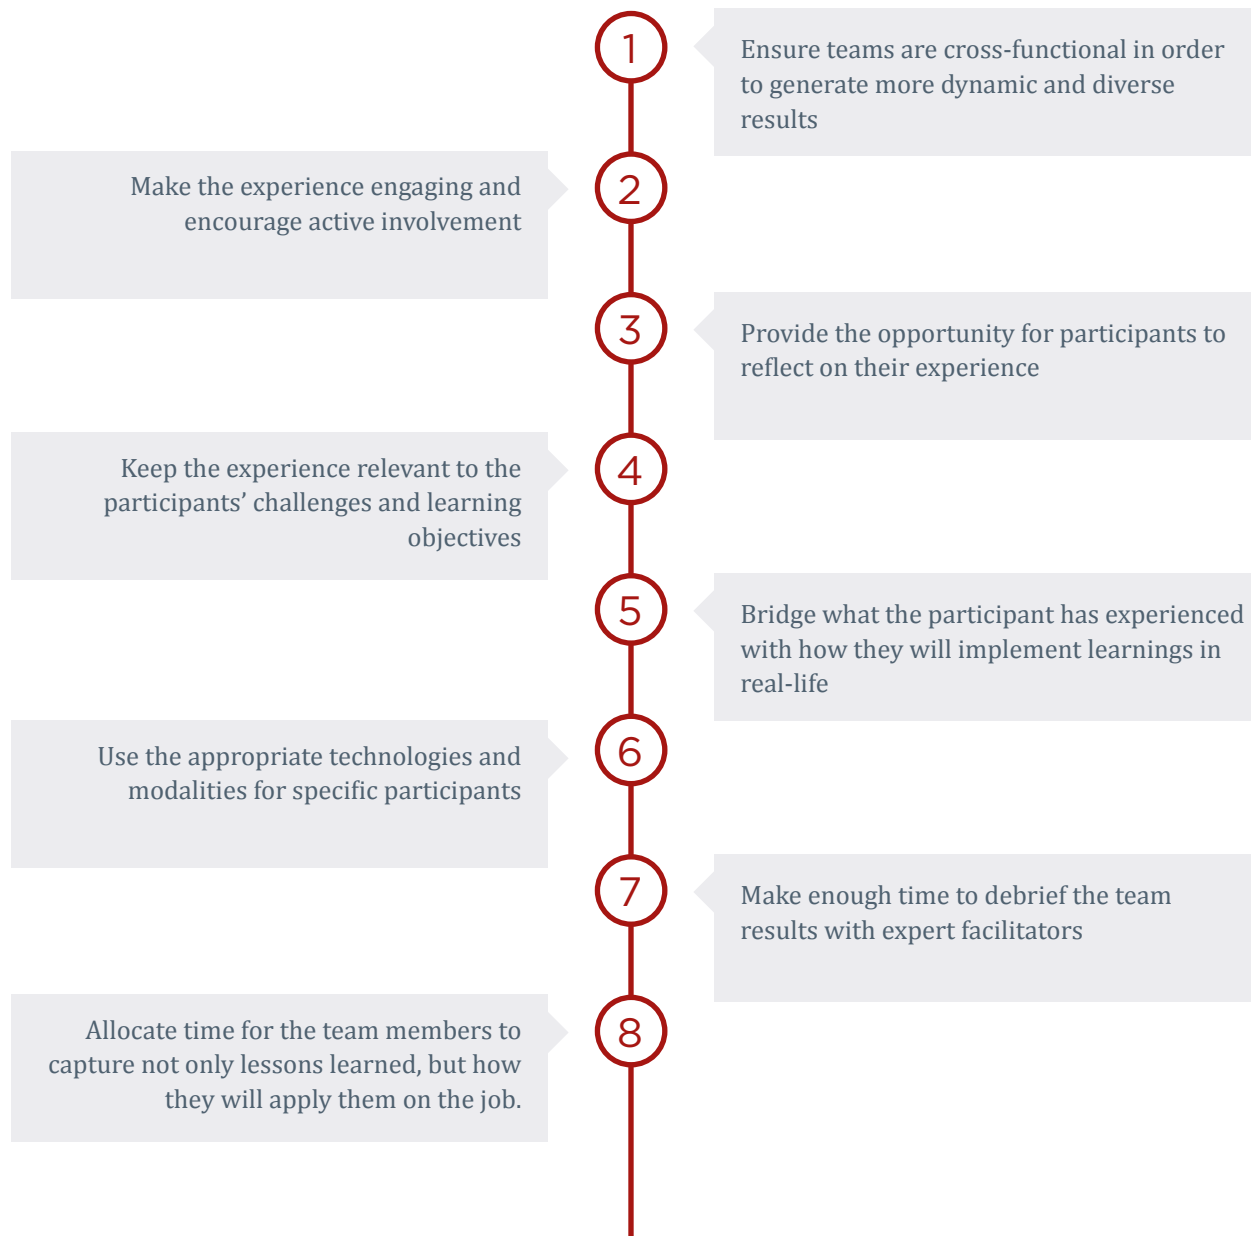 1
Ensure teams are cross-functional in order
to generate more dynamic and diverse
results
2
Make the experience engaging and
encourage active involvement
3
Provide the opportunity for participants to
reflect on their experience
4
Keep the experience relevant to the
participants’ challenges and learning
objectives
5
Bridge what the participant has experienced
with how they will implement learnings in
real-life
6
Use the appropriate technologies and
modalities for specific participants
7
Make enough time to debrief the team
results with expert facilitators
8
Allocate time for the team members to
capture not only lessons learned, but how
they will apply them on the job.